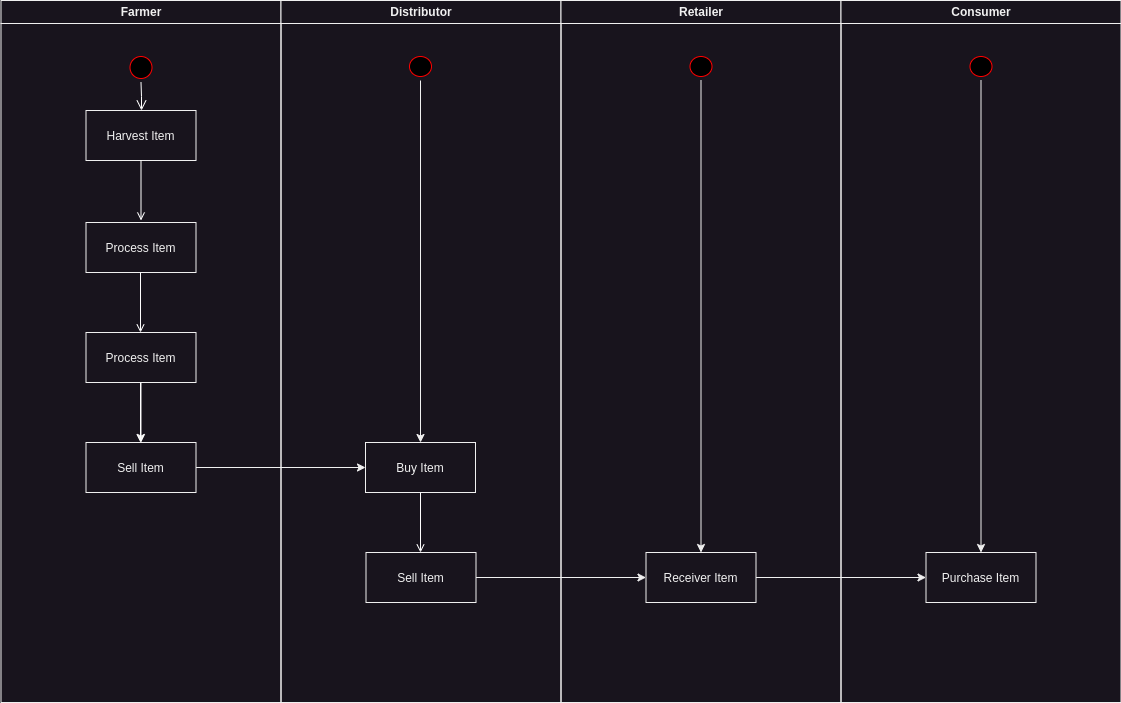 Farmer
Distributor
Retailer
Consumer
Harvest Item
Process Item
Process Item
Sell Item
Buy Item
Sell Item
Receiver Item
Purchase Item